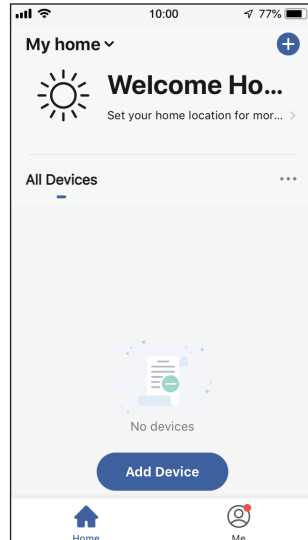 10:00
77%
My home
Welcome Ho...
Set your home location for mor...
All Devices
No devices
Add Device
Home
Me